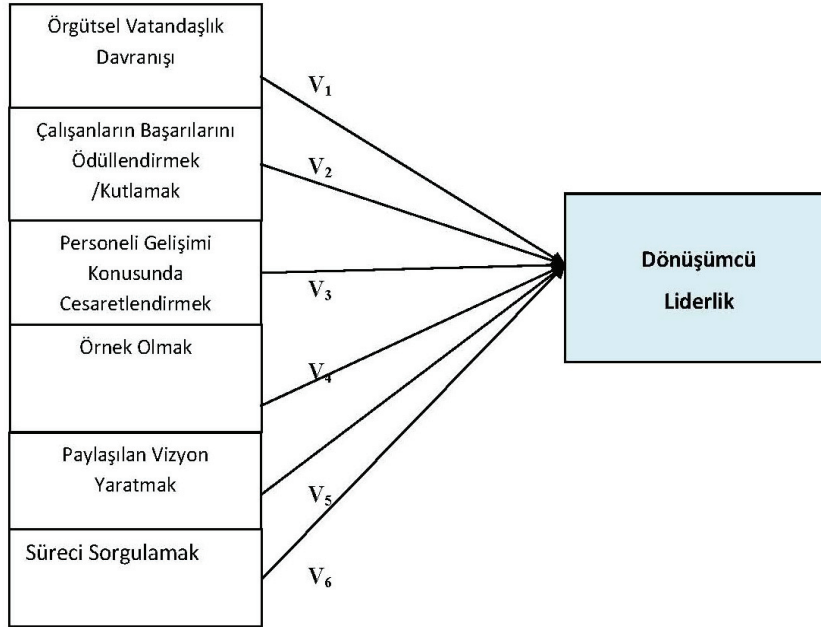 Örgütsel Vatandaşlık
Davranışı
V1
Çalışanların Başarılarını
Ödüllendirmek
/Kutlamak
V2
Personeli Gelişimi
Konusunda
Cesaretlendirmek
V3
Örnek Olmak
V4
Paylaşılan Vizyon
Yaratmak
V5
Süreci Sorgulamak
V6
Dönüşümcü
Liderlik